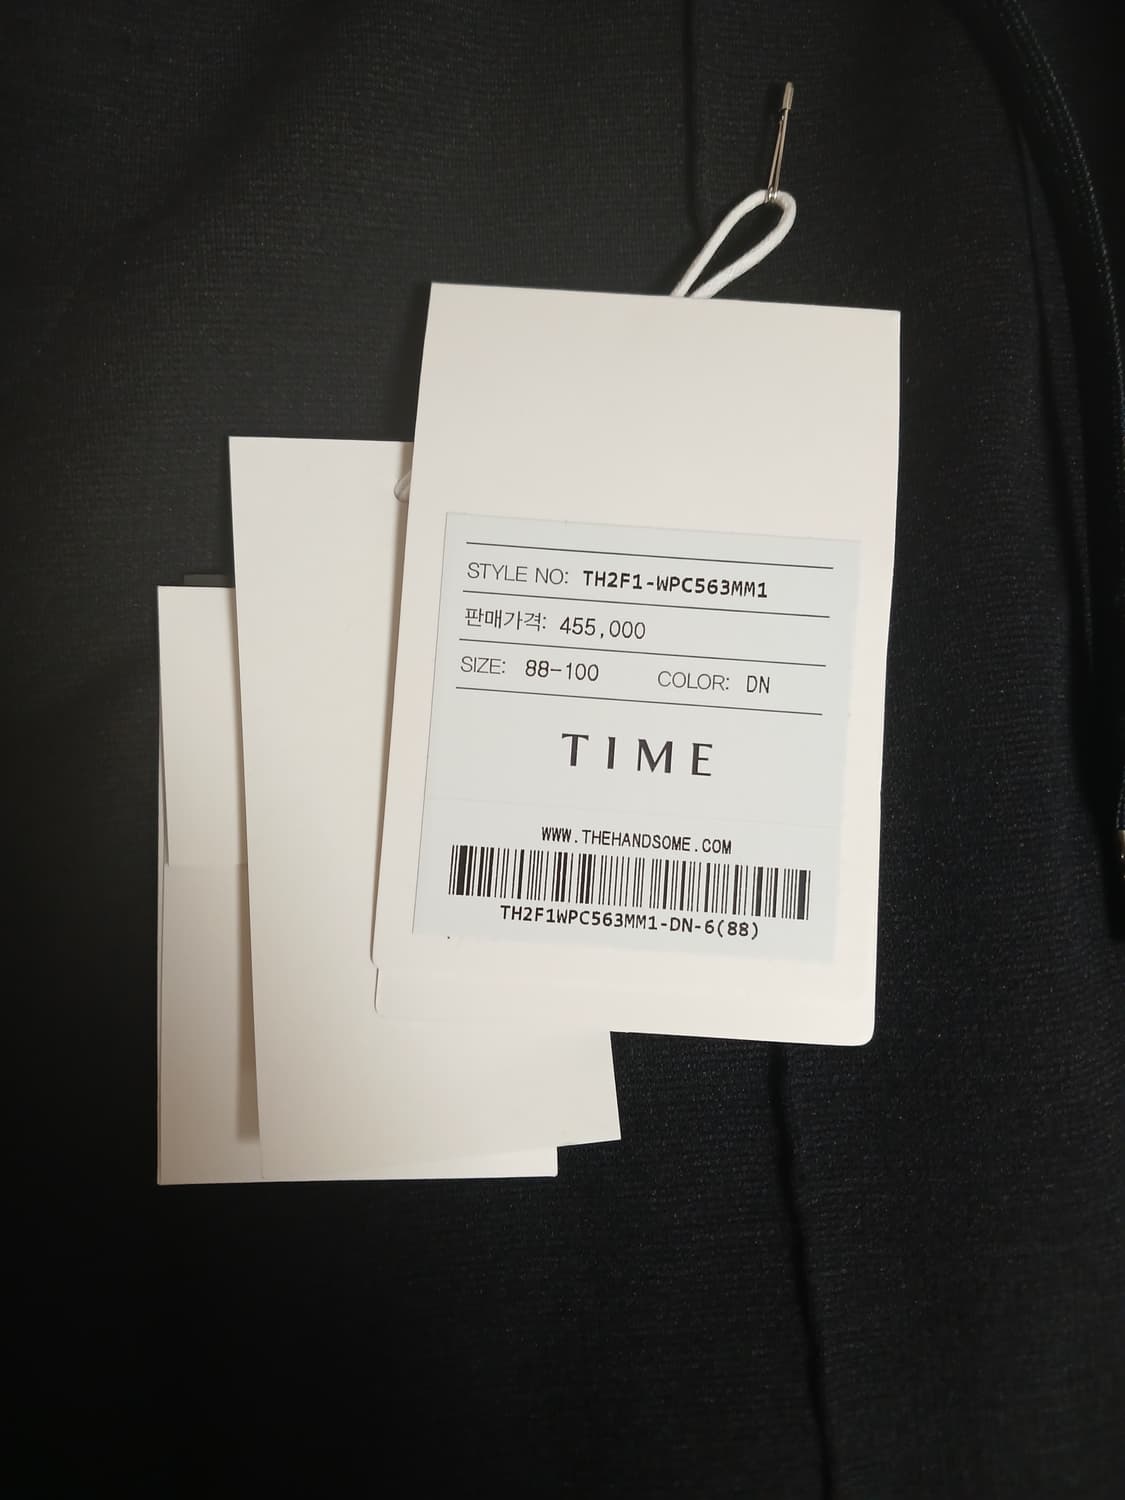 STYLE NO: TH2F1-WPC563MM1
판매가격: 455,000
SIZE: 88-100 COLOR: DN
TIME
WWW.THEHANDSOME.COM
TH2F1WPC563MM1-DN-6(88)